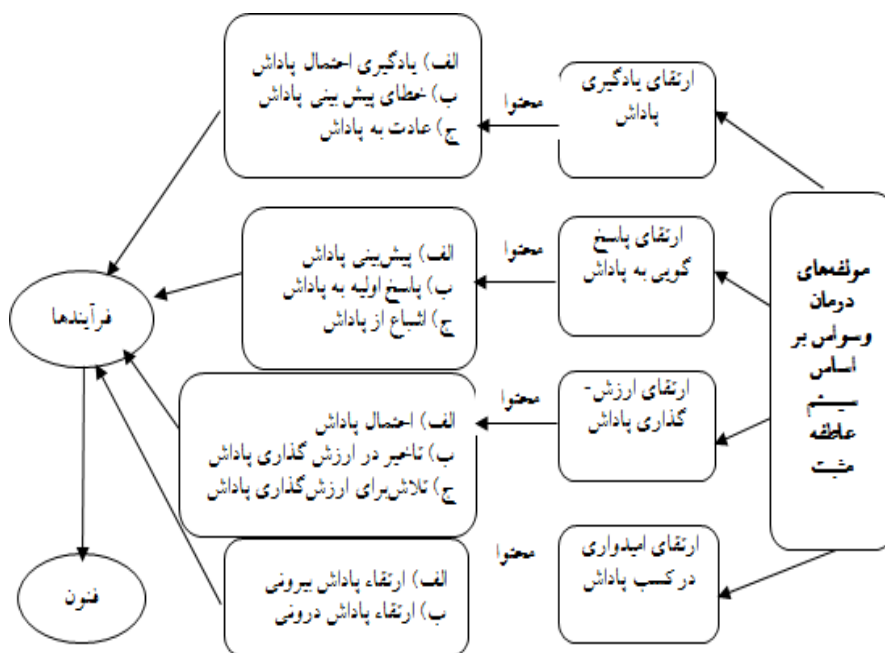 مولفه‌های
درمان
وسواس بر
اساس
سیستم
عاطفه
مثبت
ارتقای یادگیری
پاداش
محتوا
الف) یادگیری احتمال پاداش
ب) خطای پیش بینی پاداش
ج) عادت به پاداش
ارتقای پاسخ
گویی به پاداش
محتوا
الف) پیش‌بینی پاداش
ب) پاسخ اولیه به پاداش
ج) اشباع از پاداش
ارتقای ارزش-
گذاری پاداش
محتوا
الف) احتمال پاداش
ب) تاخیر در ارزش گذاری پاداش
ج) تلاش‌برای ارزش‌گذاری پاداش
ارتقای امیدواری
در کسب پاداش
محتوا
الف) ارتقاء پاداش بیرونی
ب) ارتقاء پاداش درونی
فرآیندها
فنون